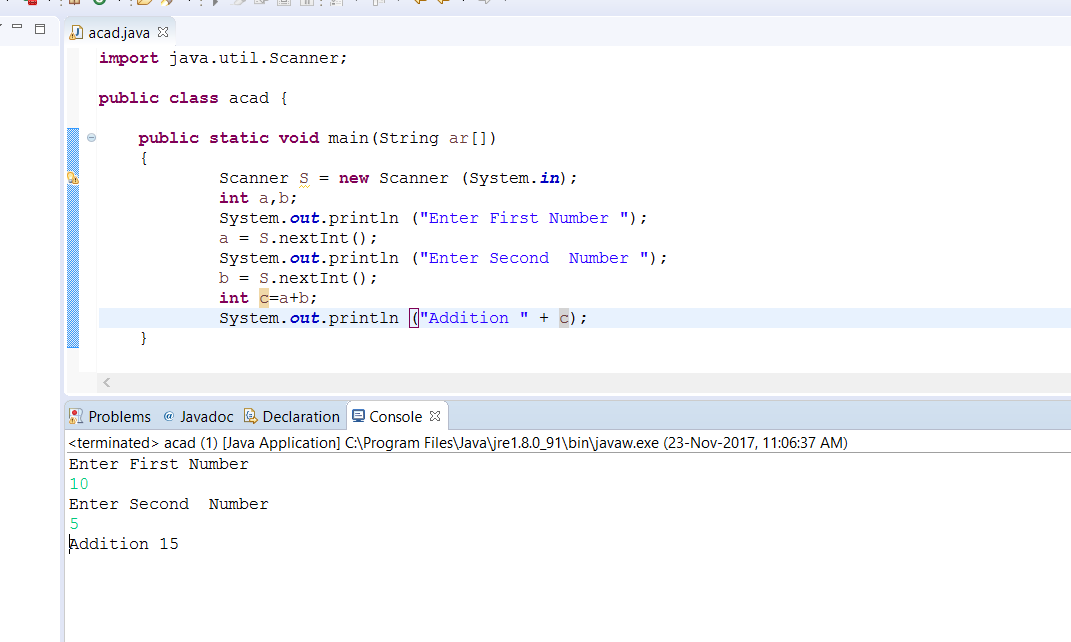 acad.java
import java.util.Scanner;
public class acad {
public static void main(String ar[])
{
Scanner S = new Scanner (System.in);
int a,b;
System.out.println ("Enter First Number ");
a = S.nextInt();
System.out.println ("Enter Second  Number ");
b = S.nextInt();
int c=a+b;
System.out.println ("Addition " + c);
}
Problems @ Javadoc Declaration Console
<terminated> acad (1) [Java Application] C:\Program Files\Java\jre1.8.0_91\bin\javaw.exe (23-Nov-2017, 11:06:37 AM)
Enter First Number
10
Enter Second  Number
5
Addition 15